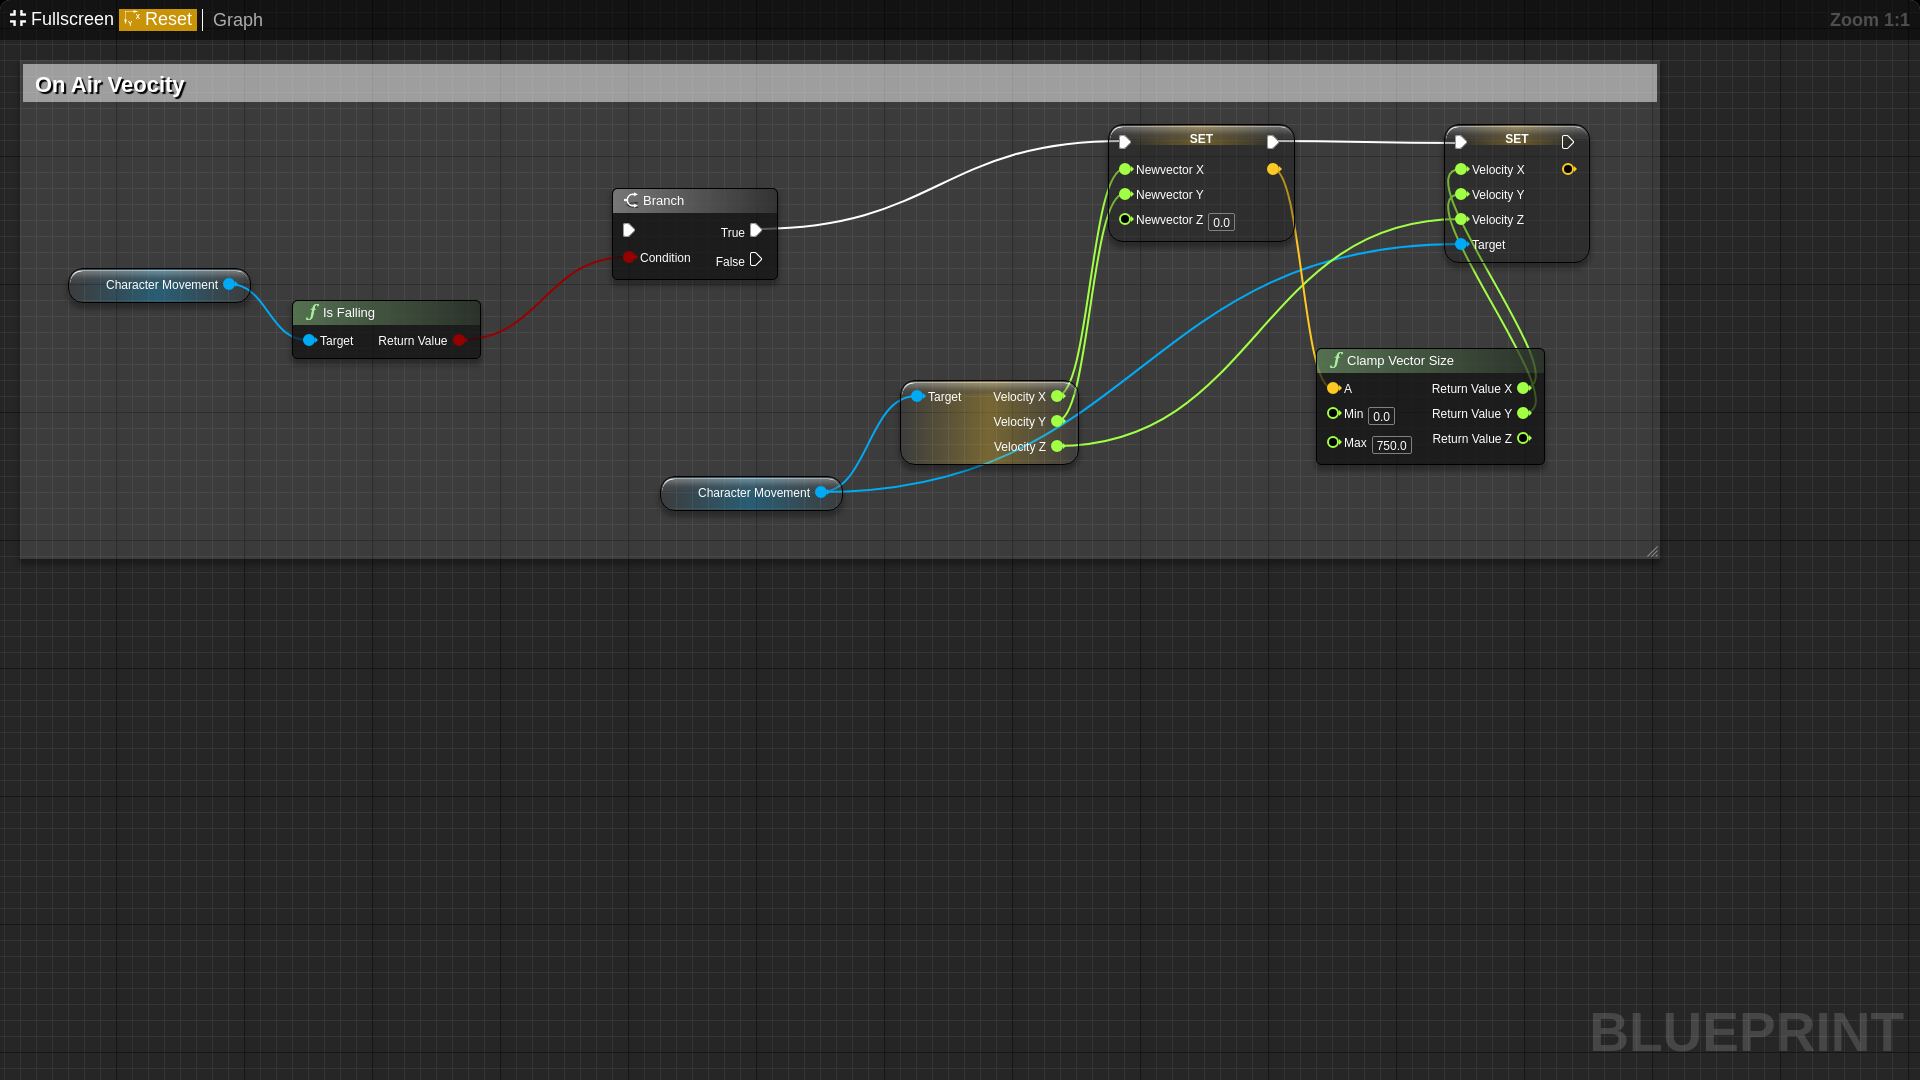 Fullscreen Reset Graph Zoom 1:1
On Air Veocity
Character Movement
Is Falling
Target Return Value
Branch
True
Condition False
Character Movement
Target Velocity X
Velocity Y
Velocity Z
SET
Newvector X
Newvector Y
Newvector Z 0.0
SET
Velocity X
Velocity Y
Velocity Z
Target
Clamp Vector Size
A Return Value X
Min 0.0 Return Value Y
Max 750.0 Return Value Z
BLUEPRINT